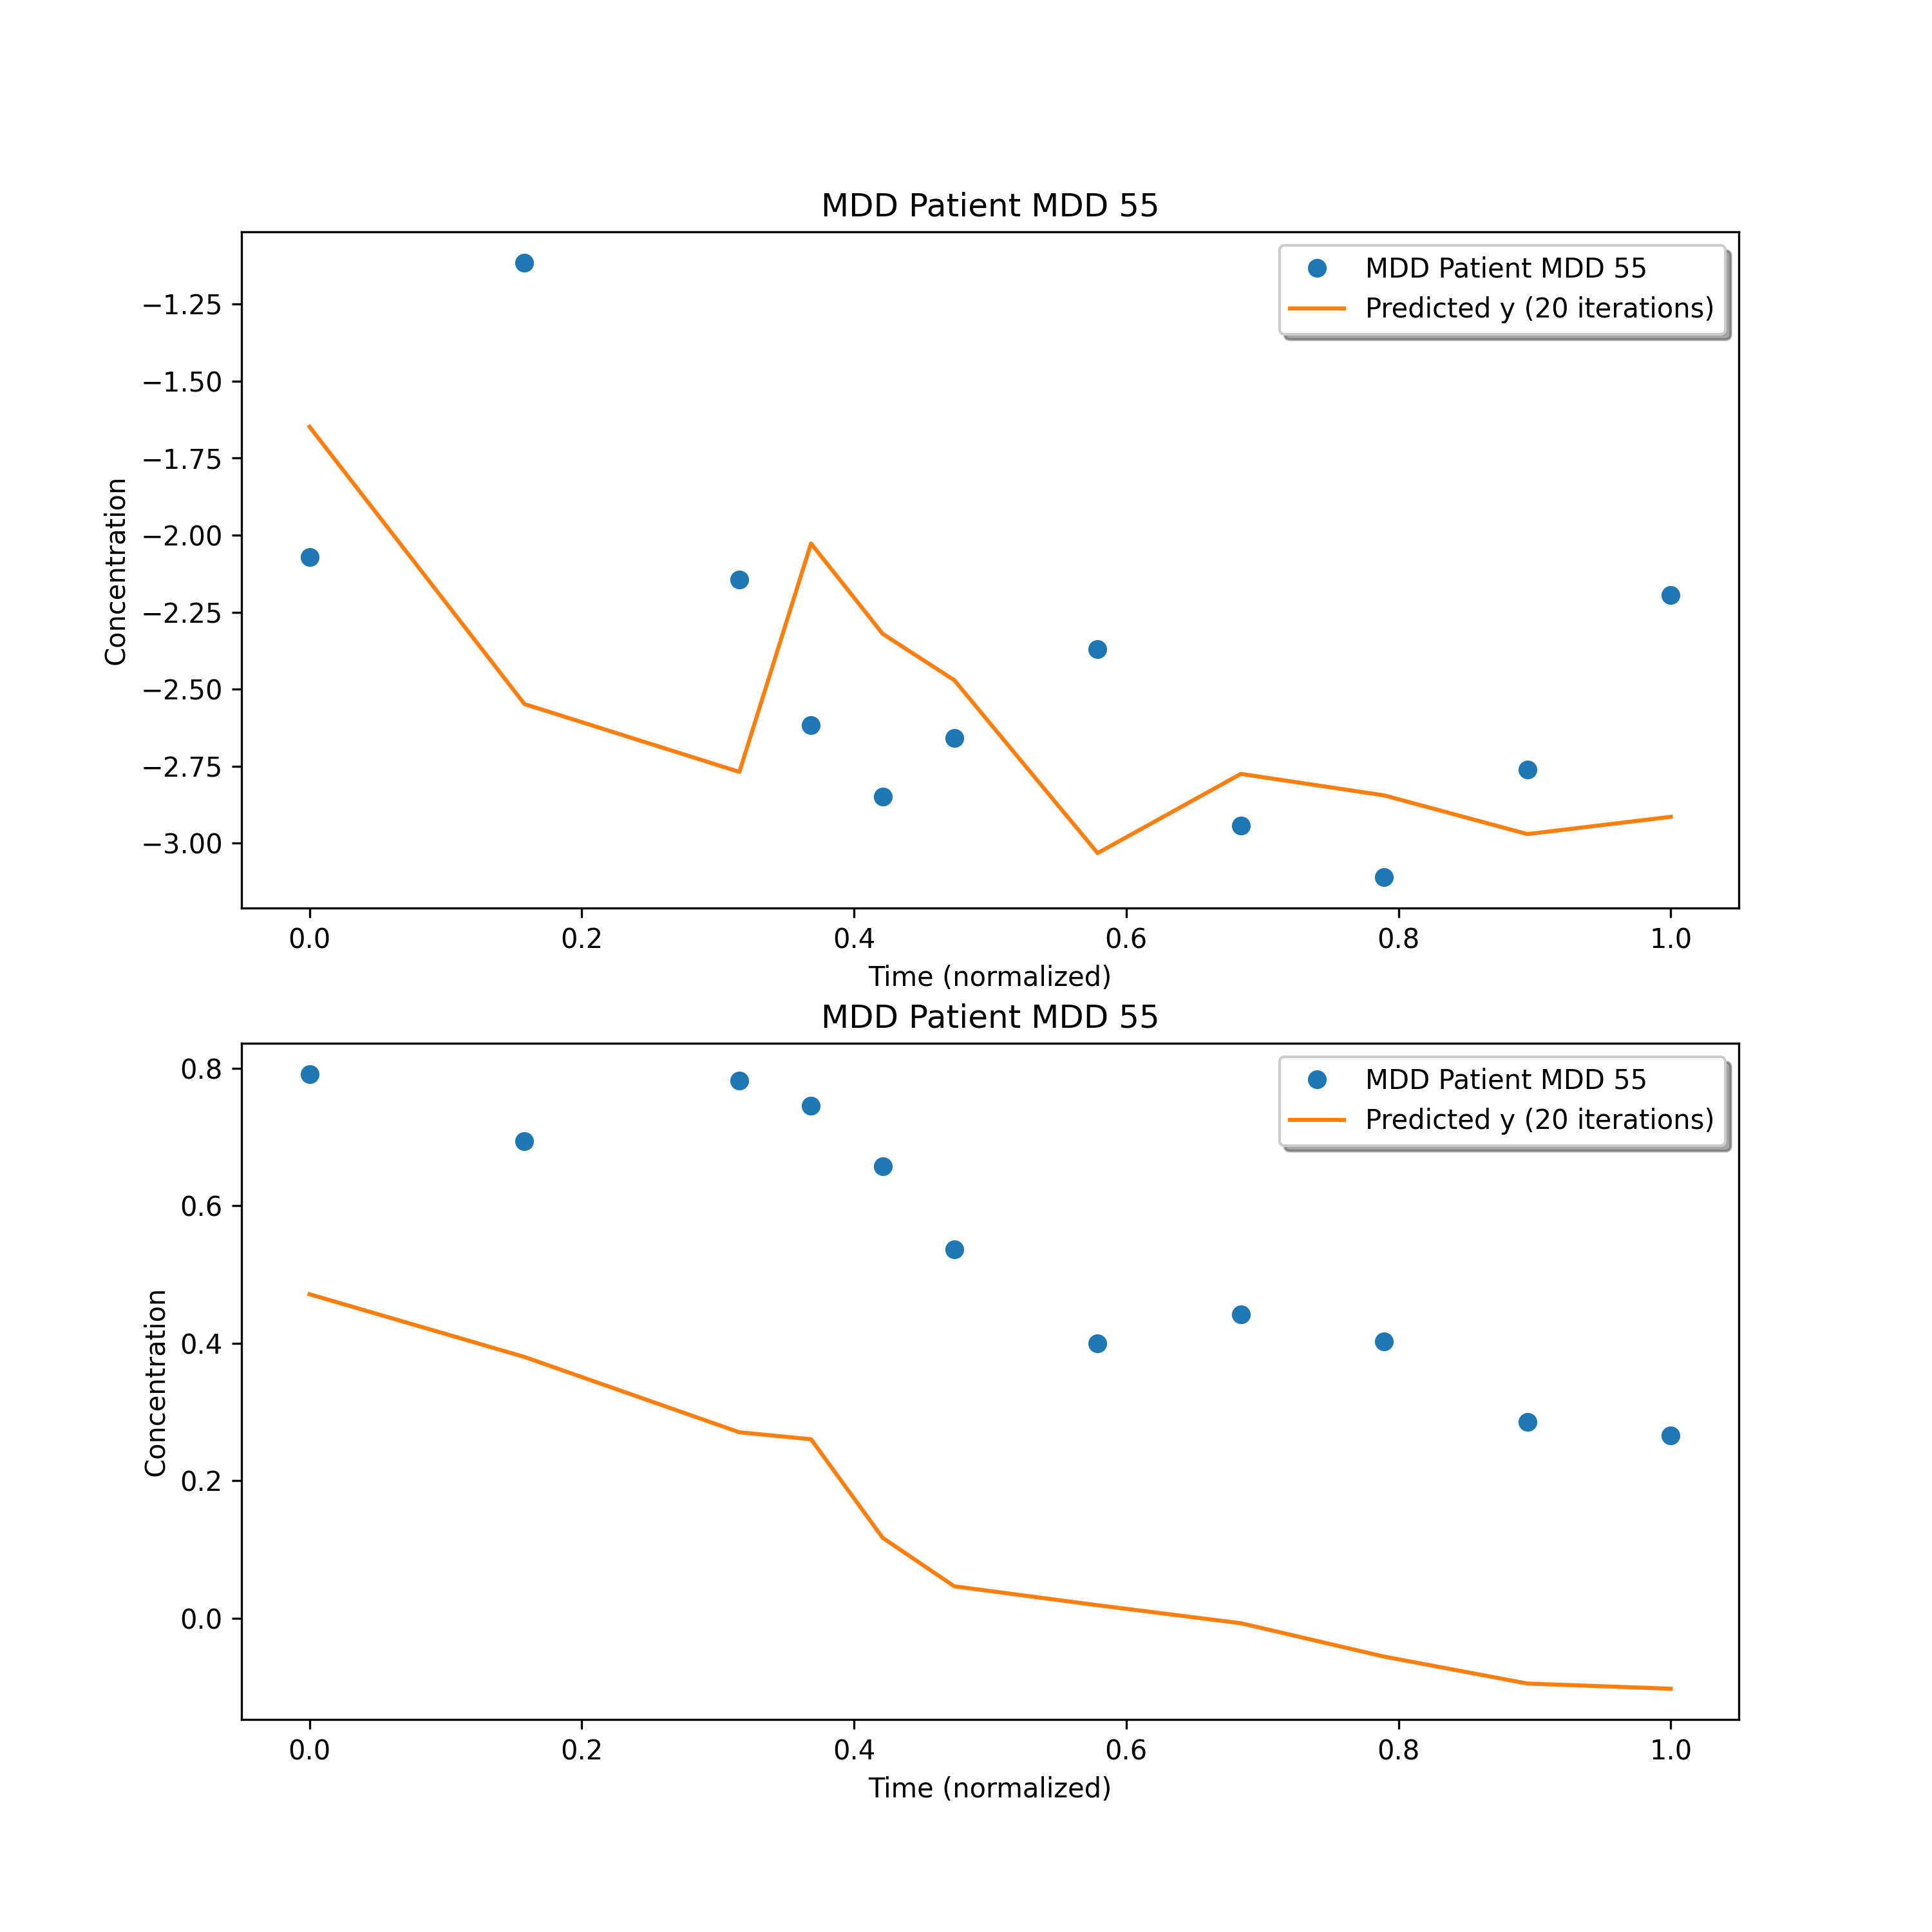 MDD Patient MDD 55
MDD Patient MDD 55
Predicted y (20 iterations)
−1.25
−1.50
−1.75
−2.00
−2.25
−2.50
−2.75
−3.00
Concentration
0.0 0.2 0.4 0.6 0.8 1.0
Time (normalized)
MDD Patient MDD 55
MDD Patient MDD 55
Predicted y (20 iterations)
0.8
0.6
0.4
0.2
0.0
Concentration
0.0 0.2 0.4 0.6 0.8 1.0
Time (normalized)